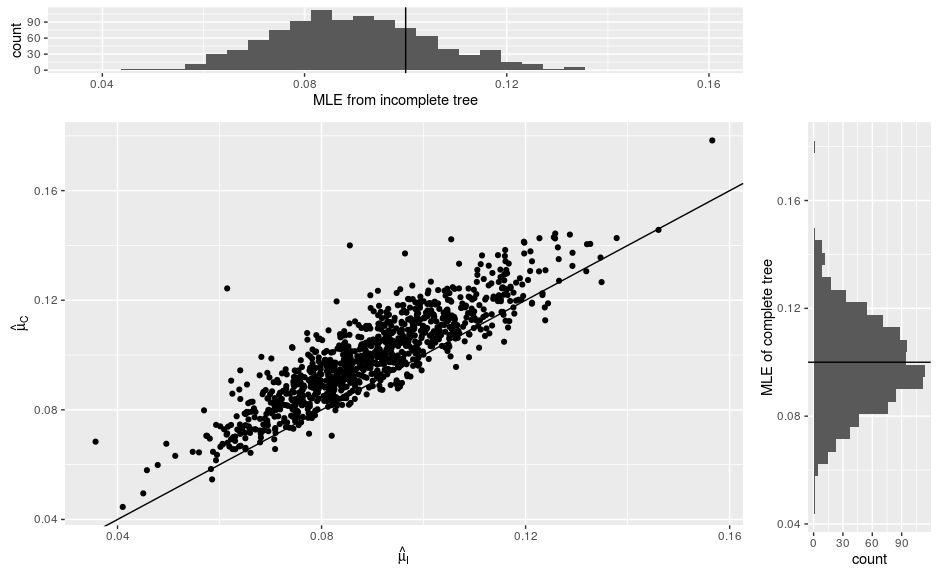 count
90
60
30
0
0.04 0.08 0.12 0.16
MLE from incomplete tree
μ̂C
0.16
0.12
0.08
0.04
0.04 0.08 0.12 0.16
μ̂I
MLE of complete tree
0.16
0.12
0.08
0.04
0 30 60 90
count